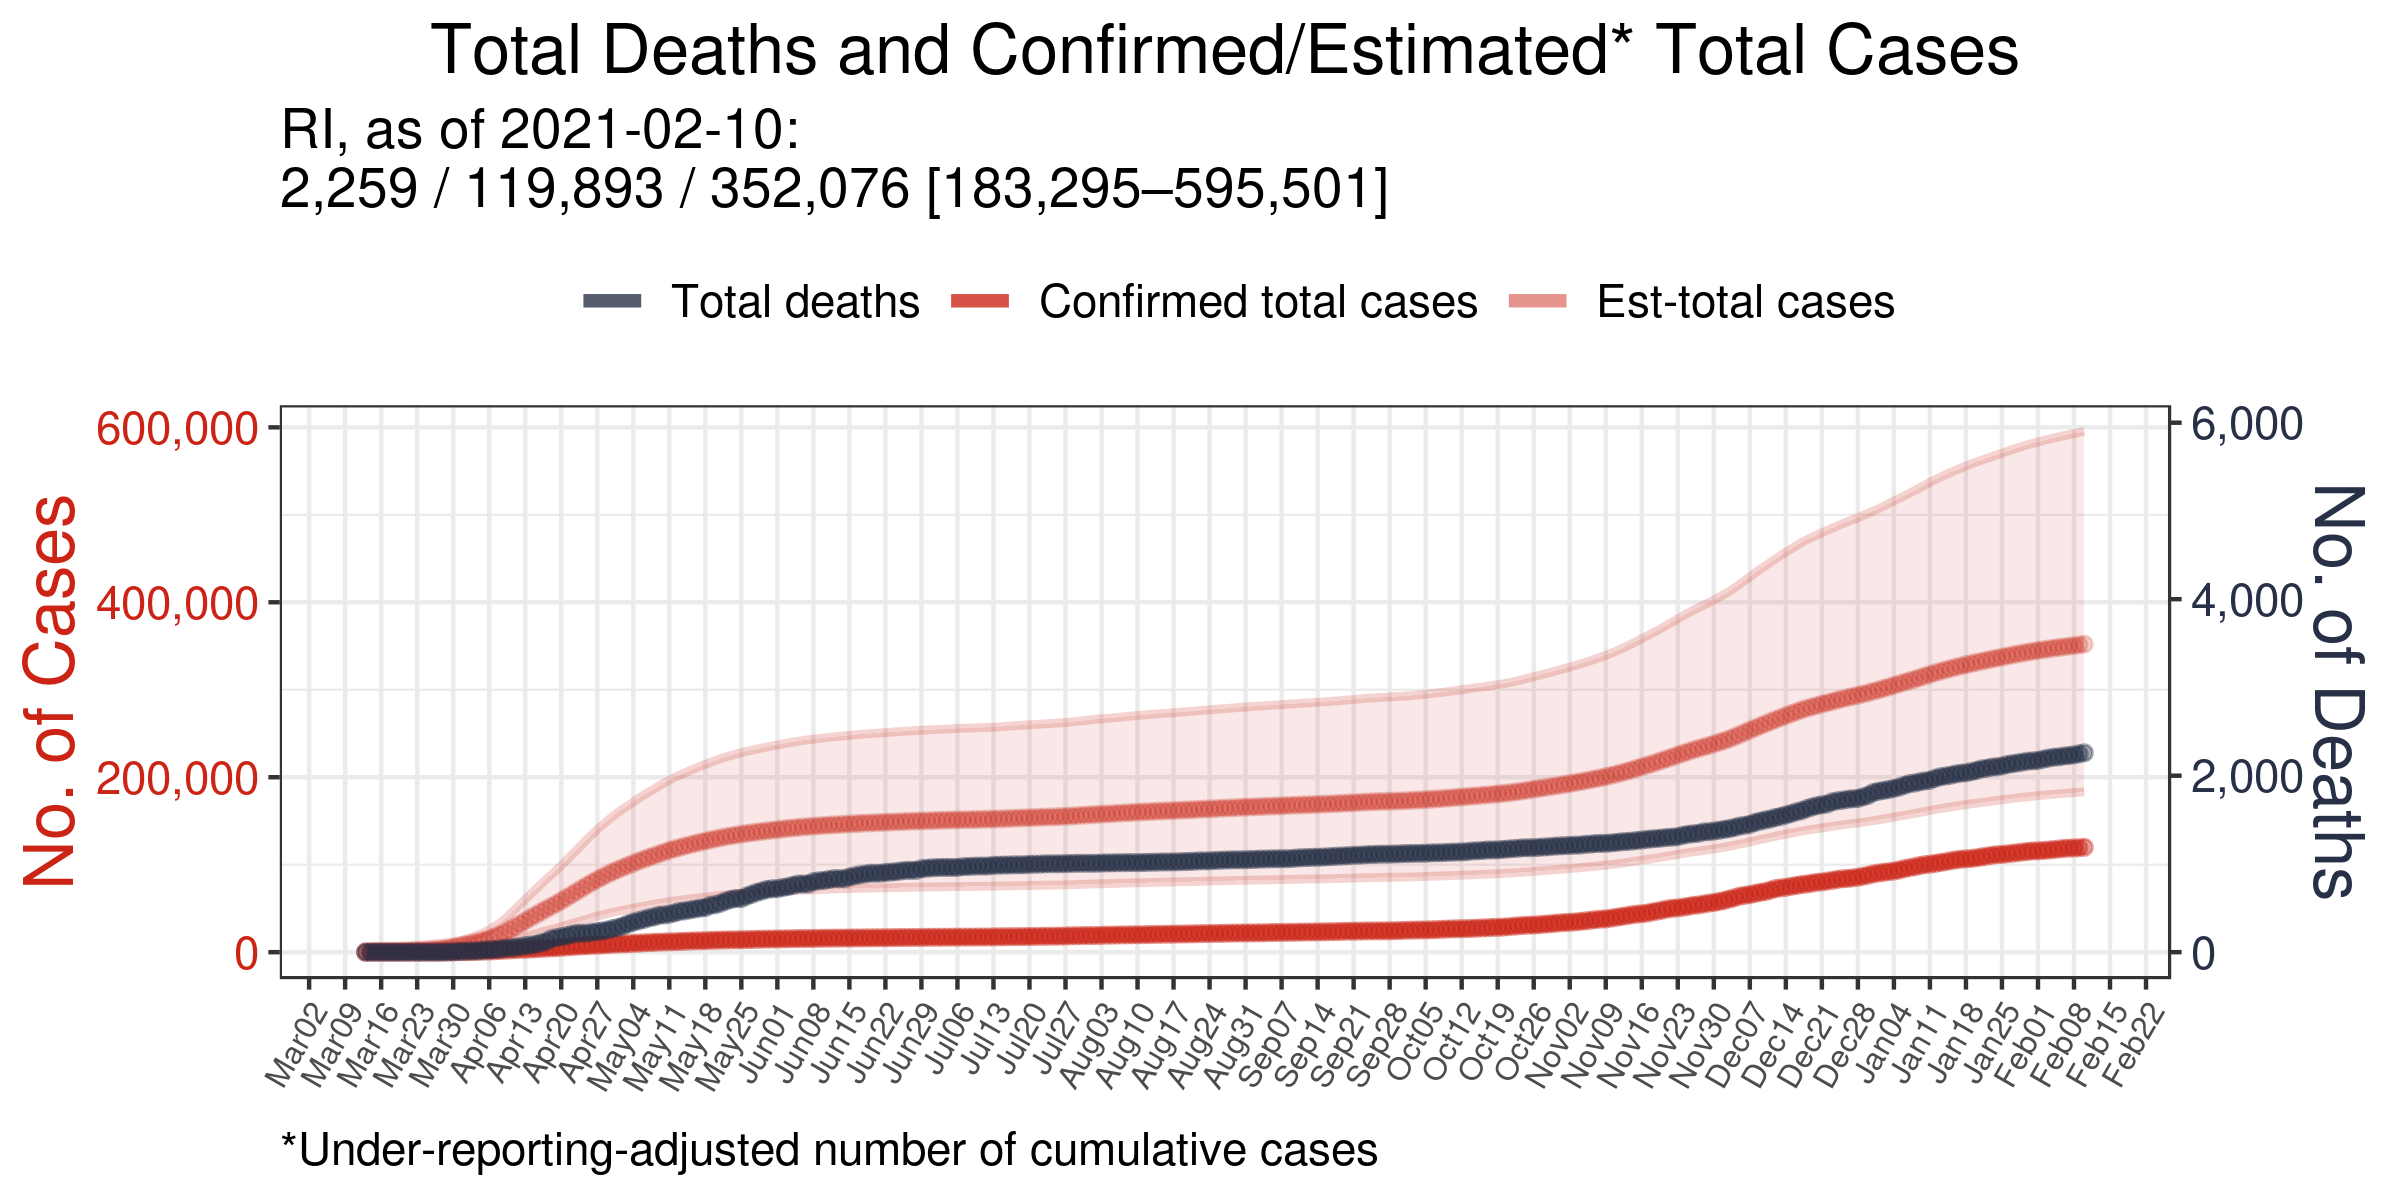 Total Deaths and Confirmed/Estimated* Total Cases
RI, as of 2021-02-10:
2,259 / 119,893 / 352,076 [183,295–595,501]
Total deaths
Confirmed total cases
Est-total cases
No. of Cases
600,000
400,000
200,000
0
6,000
4,000
2,000
0
No. of Deaths
Mar02
Mar09
Mar16
Mar23
Mar30
Apr06
Apr13
Apr20
Apr27
May04
May11
May18
May25
Jun01
Jun08
Jun15
Jun22
Jun29
Jul06
Jul13
Jul20
Jul27
Aug03
Aug10
Aug17
Aug24
Aug31
Sep07
Sep14
Sep21
Sep28
Oct05
Oct12
Oct19
Oct26
Nov02
Nov09
Nov16
Nov23
Nov30
Dec07
Dec14
Dec21
Dec28
Jan04
Jan11
Jan18
Jan25
Feb01
Feb08
Feb15
Feb22
*Under-reporting-adjusted number of cumulative cases